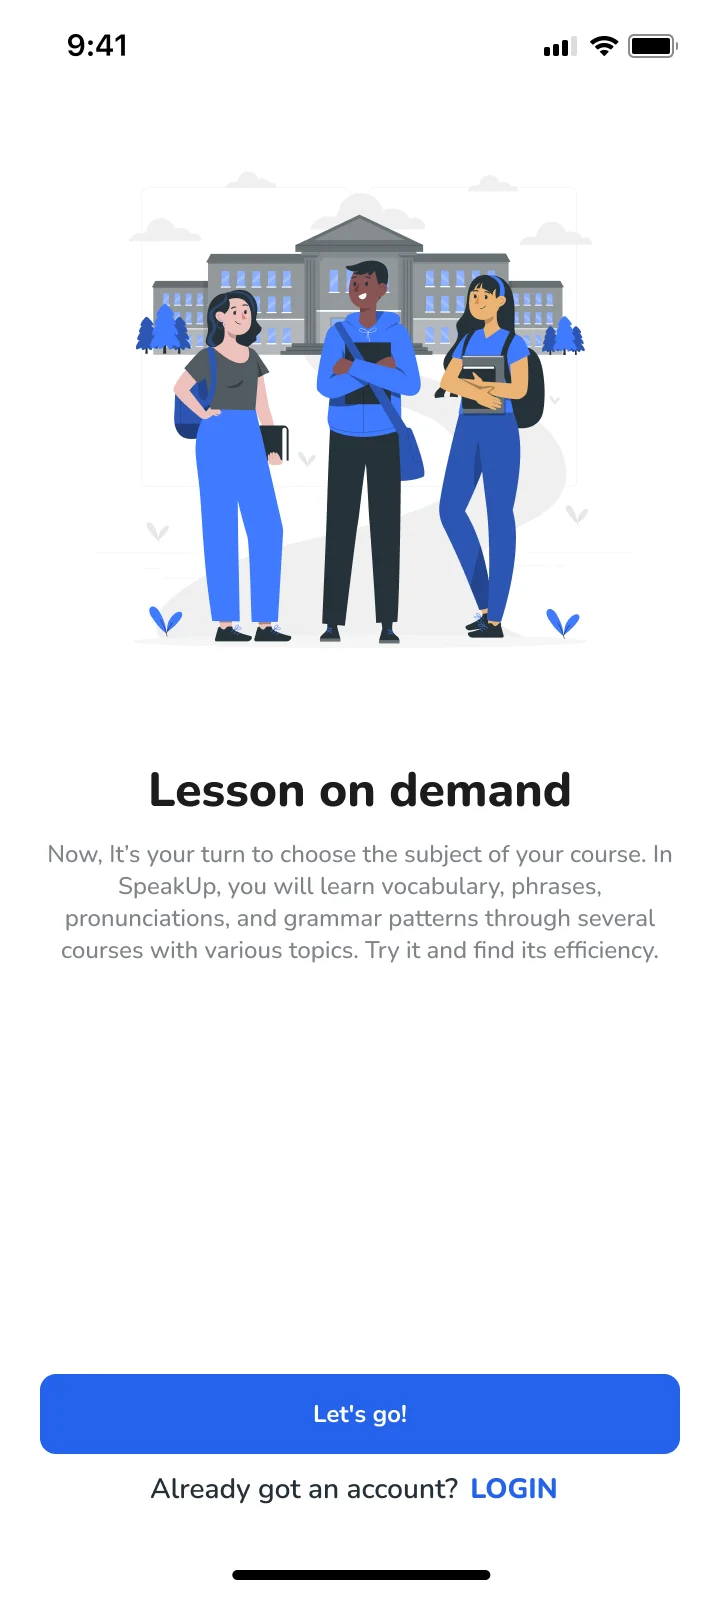 9:41
Lesson on demand
Now, It’s your turn to choose the subject of your course. In
SpeakUp, you will learn vocabulary, phrases,
pronunciations, and grammar patterns through several
courses with various topics. Try it and find its efficiency.
Let's go!
Already got an account? LOGIN